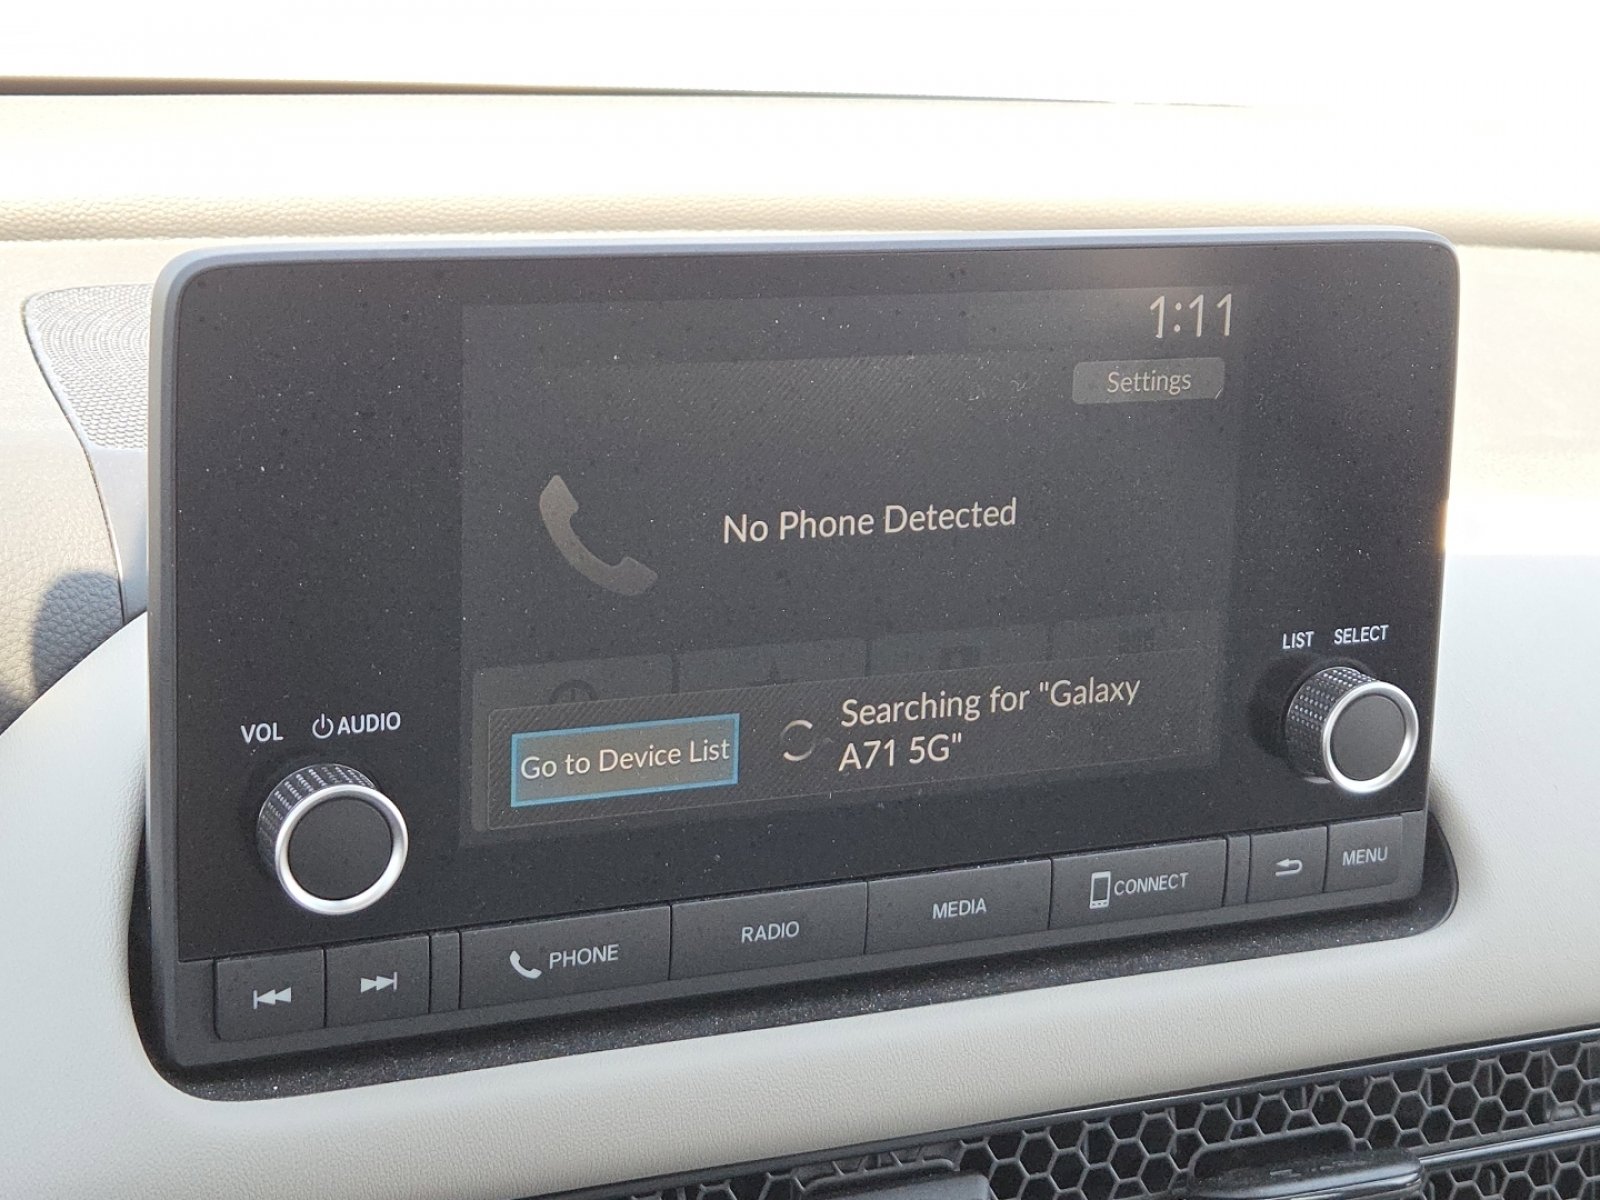 1:11
Settings
No Phone Detected
Go to Device List
Searching for "Galaxy
A71 5G"
LIST SELECT
VOL AUDIO
PHONE
RADIO
MEDIA
CONNECT
MENU